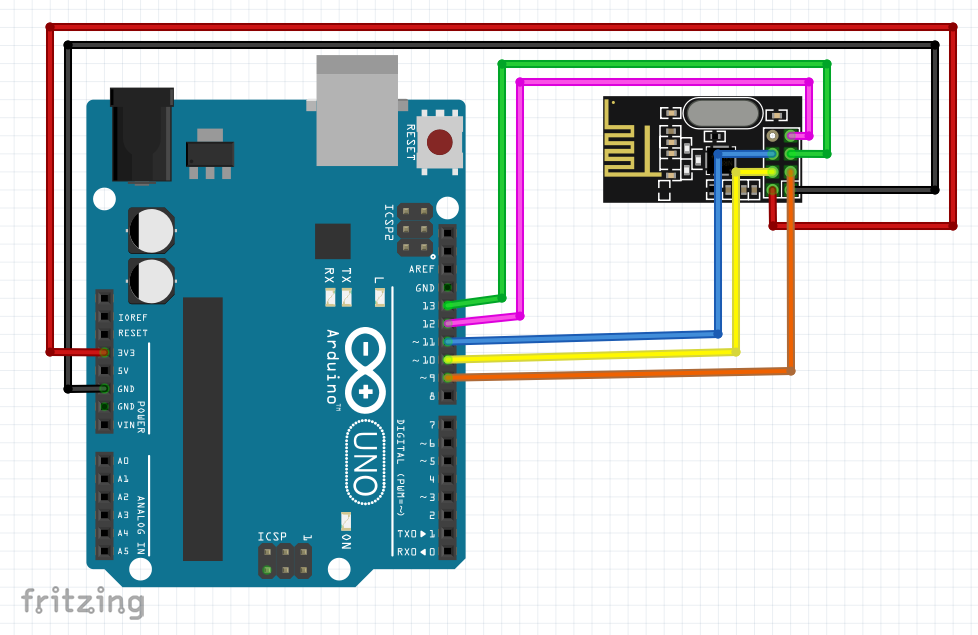 RESET
ICSP2
AREF
GND
13
12
~11
~10
~9
8
RX
TX
L
IOREF
RESET
3V3
5V
GND
GND
VIN
POWER
Arduino™
UNO
7
~6
~5
4
~3
2
TX0▶1
RX0◀0
DIGITAL (PWM=~)
A0
A1
A2
A3
A4
A5
ANALOG IN
ON
ICSP
1
fritzing